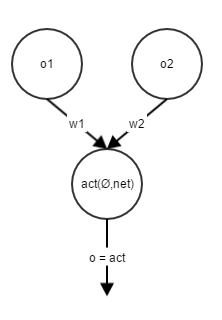 o1
o2
w1
w2
act(Ø,net)
o = act